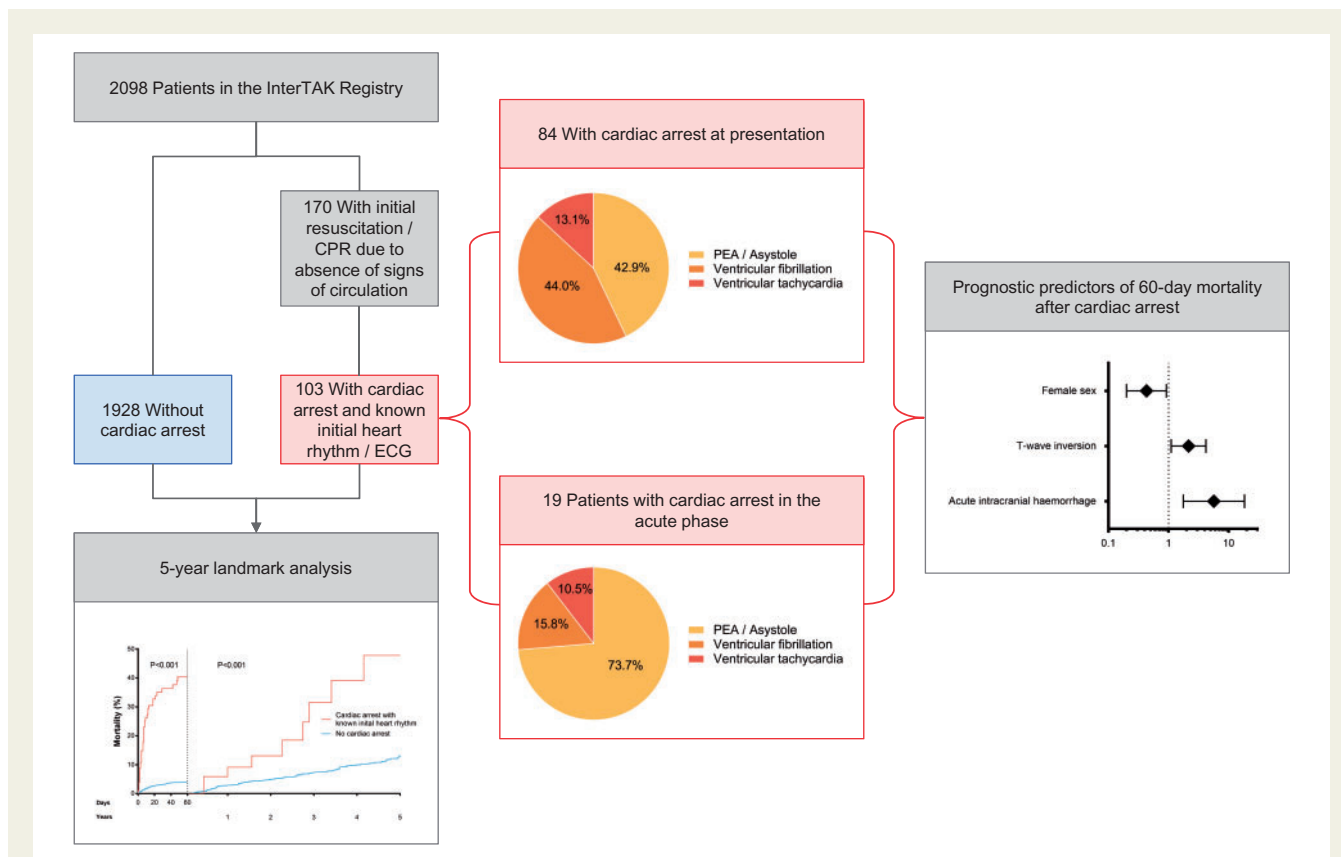 2098 Patients in the InterTAK Registry
170 With initial
resuscitation /
CPR due to
absence of signs
of circulation
1928 Without
cardiac arrest
103 With cardiac
arrest and known
initial heart
rhythm / ECG
5-year landmark analysis
50
40
30
20
10
0
Mortality (%)
P<0.001
P<0.001
Cardiac arrest with
known inital heart rhythm
No cardiac arrest
Days
0
20
40
60
Years
1
2
3
4
5
84 With cardiac arrest at presentation
13.1%
42.9%
44.0%
PEA / Asystole
Ventricular fibrillation
Ventricular tachycardia
19 Patients with cardiac arrest in the
acute phase
10.5%
15.8%
73.7%
PEA / Asystole
Ventricular fibrillation
Ventricular tachycardia
Prognostic predictors of 60-day mortality
after cardiac arrest
Female sex
T-wave inversion
Acute intracranial haemorrhage
0.1
1
10